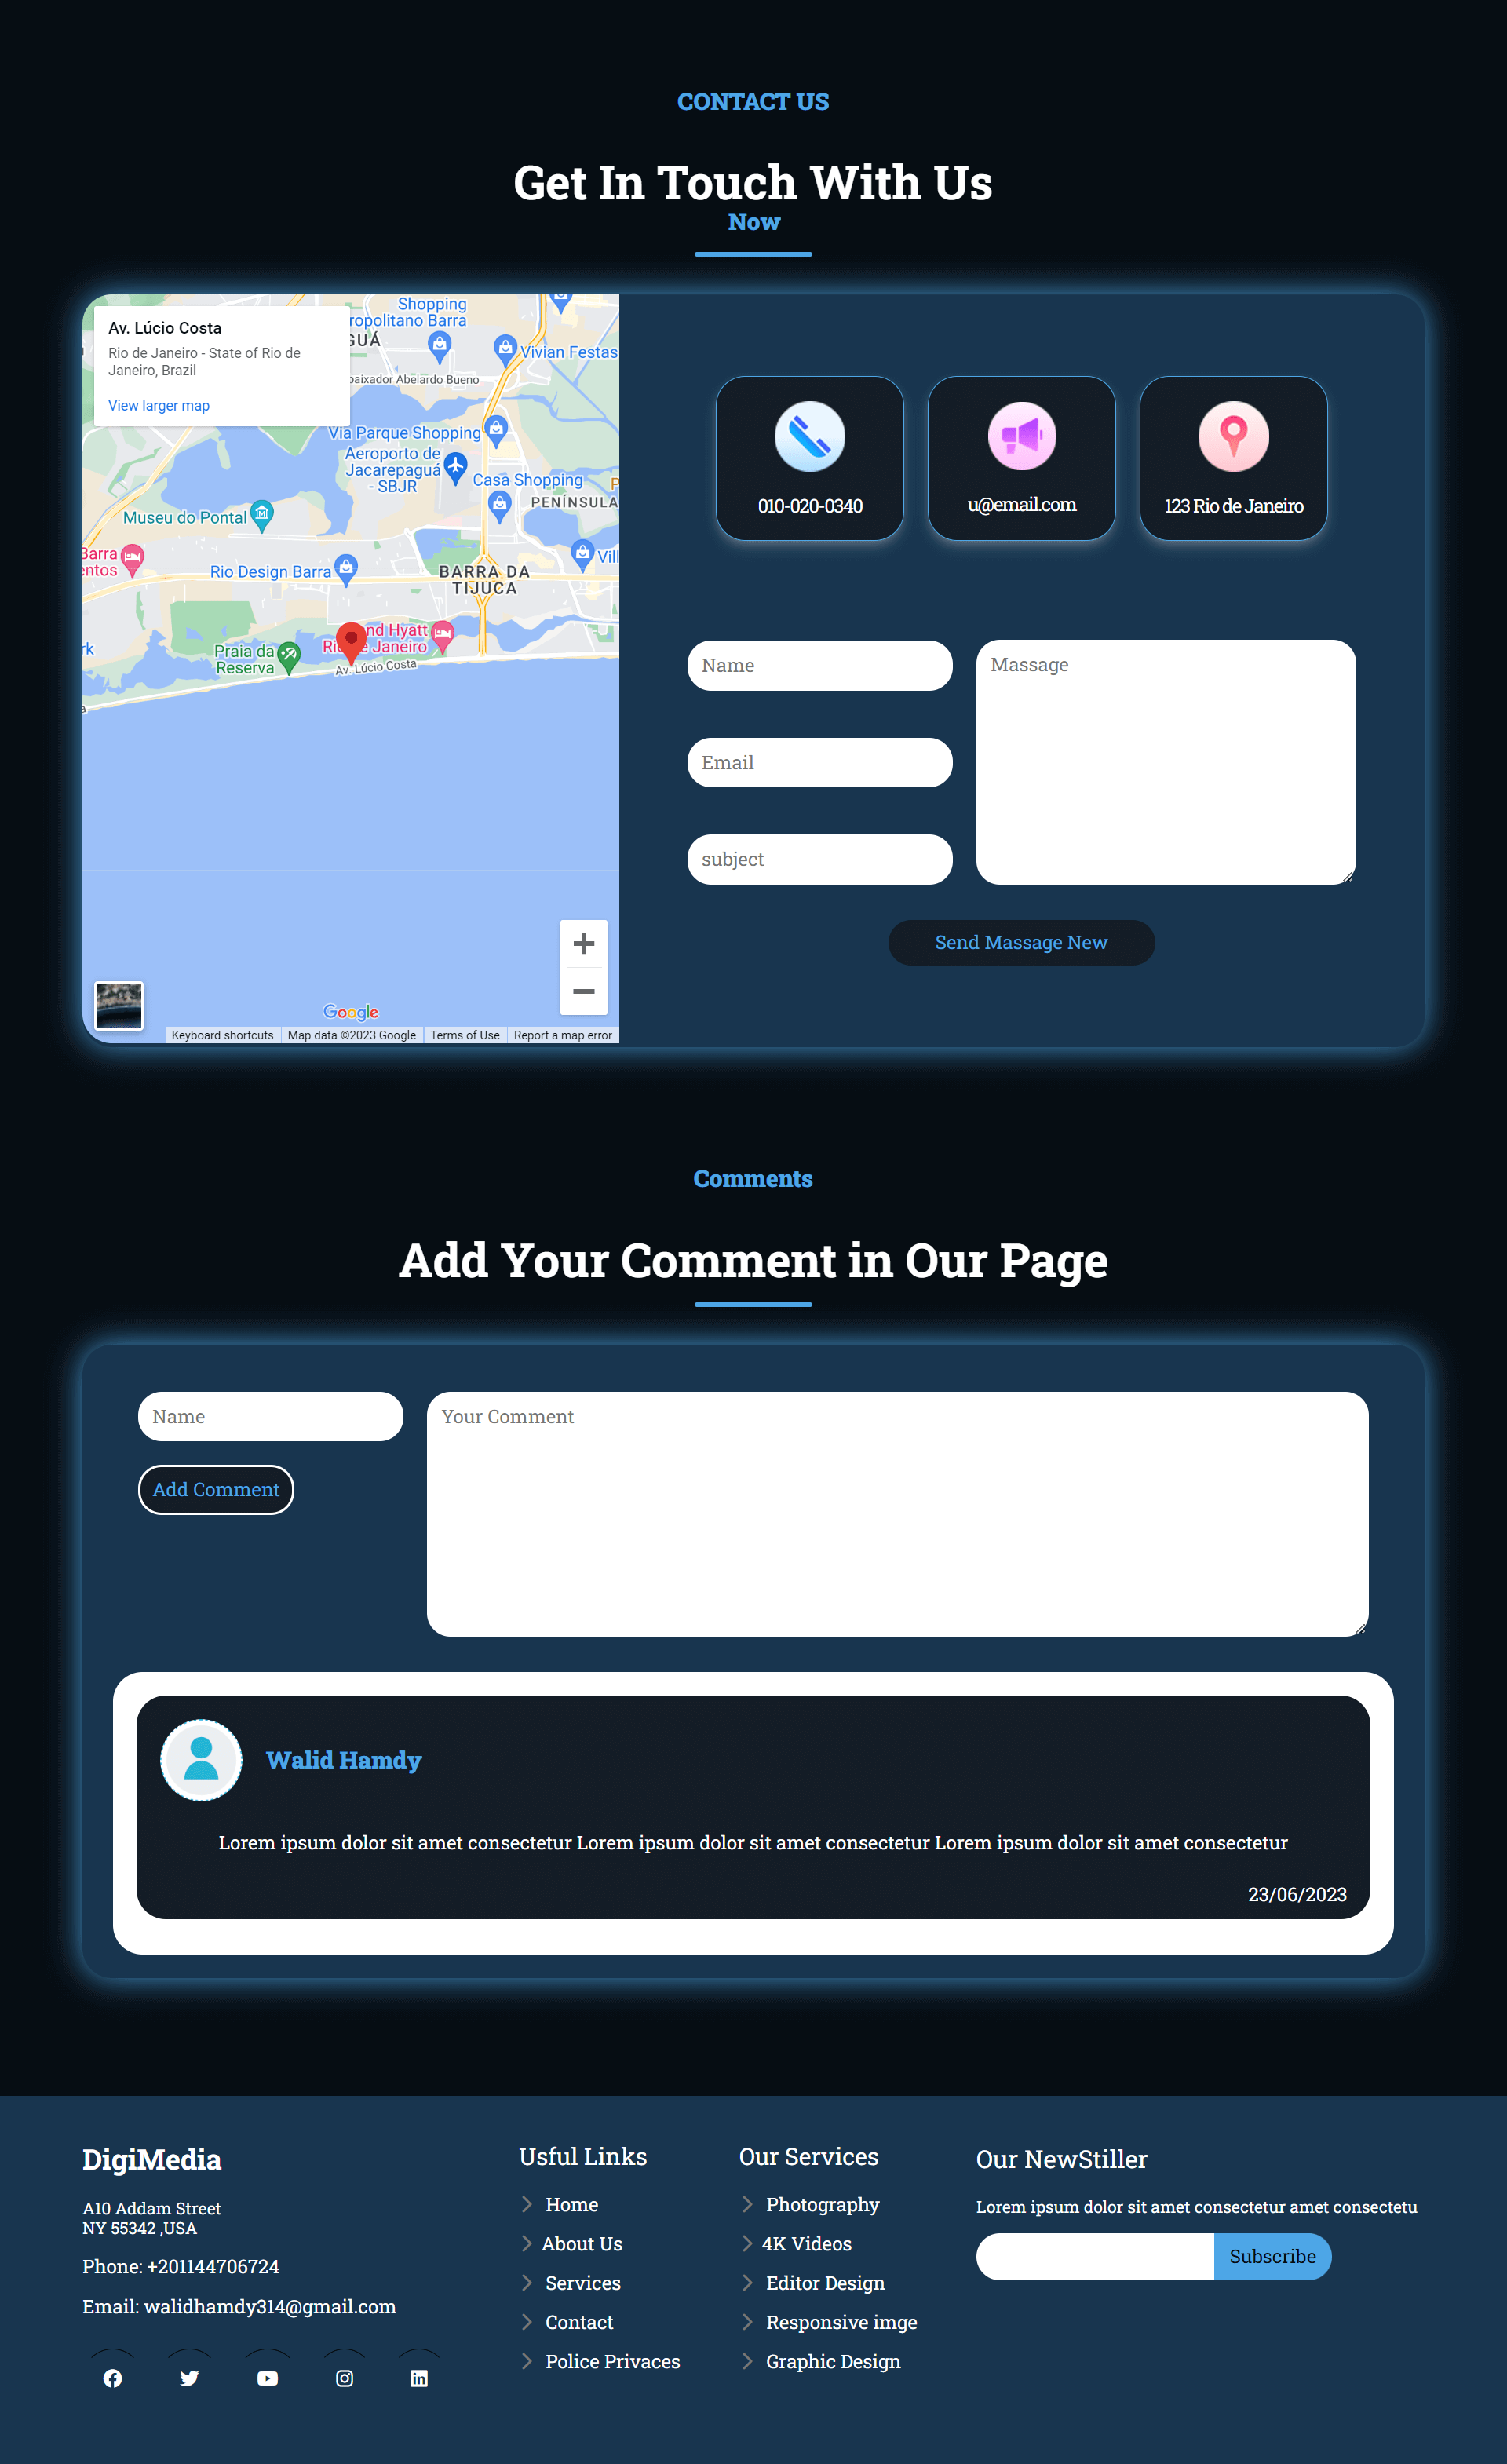 CONTACT US
Get In Touch With Us
Now
Av. Lúcio Costa
Rio de Janeiro - State of Rio de
Janeiro, Brazil
View larger map
Shopping
ropolitano Barra
GUÁ
Vivian Festas
baixador Abelardo Bueno
Via Parque Shopping
Aeroporto de
Jacarepaguá
- SBJR
Casa Shopping
PENÍNSULA
Museu do Pontal
Barra
entos
Rio Design Barra
Vill
BARRA DA
TIJUCA
rk
Praia da
Reserva
nd Hyatt
Rio de Janeiro
Av. Lúcio Costa
Google
Keyboard shortcuts
Map data ©2023 Google
Terms of Use
Report a map error
010-020-0340
u@email.com
123 Rio de Janeiro
Name
Massage
Email
subject
Send Massage New
Comments
Add Your Comment in Our Page
Name
Your Comment
Add Comment
Walid Hamdy
Lorem ipsum dolor sit amet consectetur Lorem ipsum dolor sit amet consectetur Lorem ipsum dolor sit amet consectetur
23/06/2023
DigiMedia
A10 Addam Street
NY 55342 ,USA
Phone: +201144706724
Email: walidhamdy314@gmail.com
Usful Links
Home
About Us
Services
Contact
Police Privaces
Our Services
Photography
4K Videos
Editor Design
Responsive imge
Graphic Design
Our NewStiller
Lorem ipsum dolor sit amet consectetur amet consectetu
Subscribe